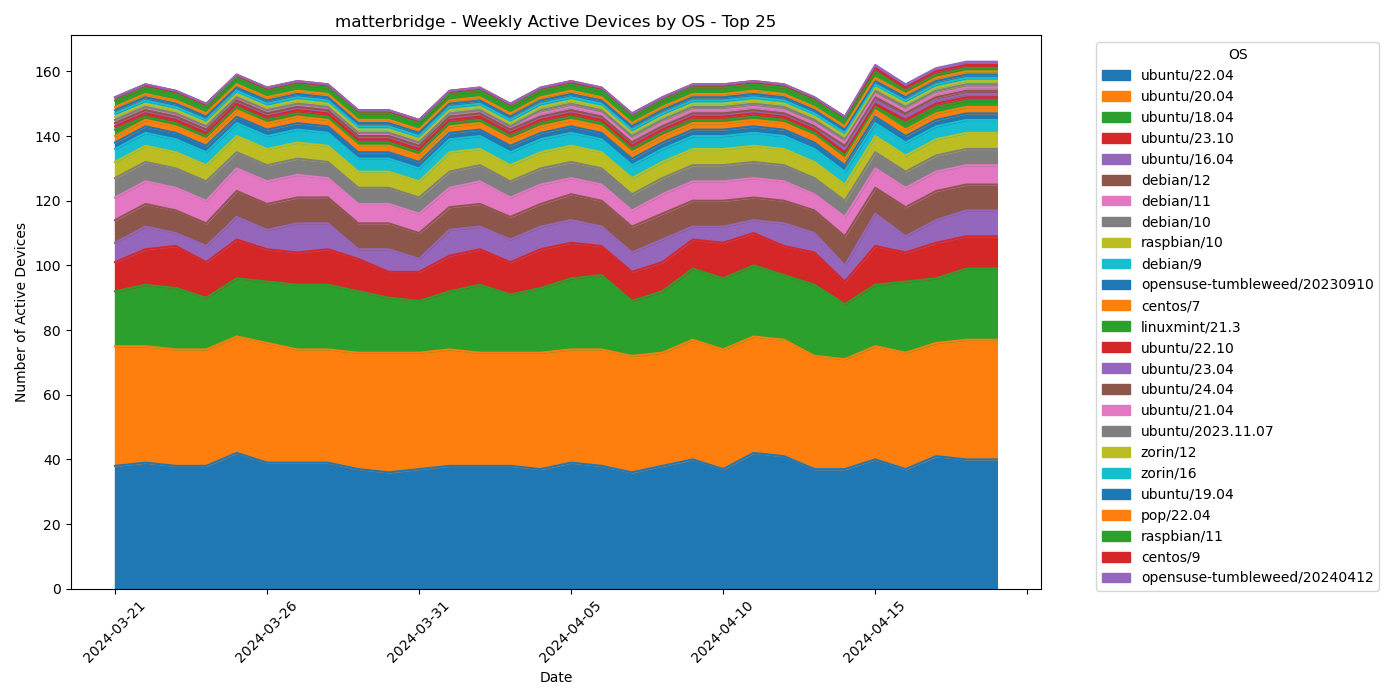 matterbridge - Weekly Active Devices by OS - Top 25
Number of Active Devices
160
140
120
100
80
60
40
20
0
2024-03-21
2024-03-26
2024-03-31
2024-04-05
2024-04-10
2024-04-15
Date
OS
ubuntu/22.04
ubuntu/20.04
ubuntu/18.04
ubuntu/23.10
ubuntu/16.04
debian/12
debian/11
debian/10
raspbian/10
debian/9
opensuse-tumbleweed/20230910
centos/7
linuxmint/21.3
ubuntu/22.10
ubuntu/23.04
ubuntu/24.04
ubuntu/21.04
ubuntu/2023.11.07
zorin/12
zorin/16
ubuntu/19.04
pop/22.04
raspbian/11
centos/9
opensuse-tumbleweed/20240412